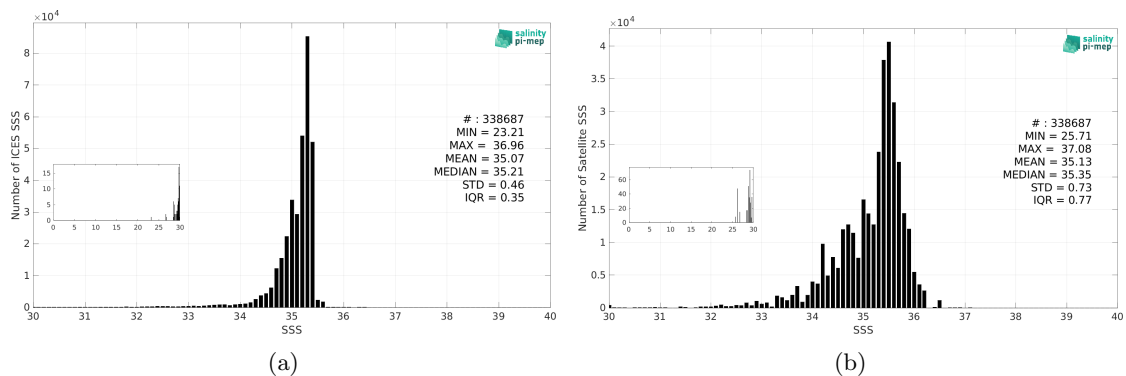 ×10⁴
9
8
7
6
5
4
3
2
1
0
Number of ICES SSS
salinity
pi-mep
# : 338687
MIN = 23.21
MAX = 36.96
MEAN = 35.07
MEDIAN = 35.21
STD = 0.46
IQR = 0.35
15
10
5
0
0 5 10 15 20 25 30
30 31 32 33 34 35 36 37 38 39 40
SSS
(a)
×10⁴
4
3.5
3
2.5
2
1.5
1
0.5
0
Number of Satellite SSS
salinity
pi-mep
# : 338687
MIN = 25.71
MAX = 37.08
MEAN = 35.13
MEDIAN = 35.35
STD = 0.73
IQR = 0.77
60
40
20
0
0 5 10 15 20 25 30
30 31 32 33 34 35 36 37 38 39 40
SSS
(b)